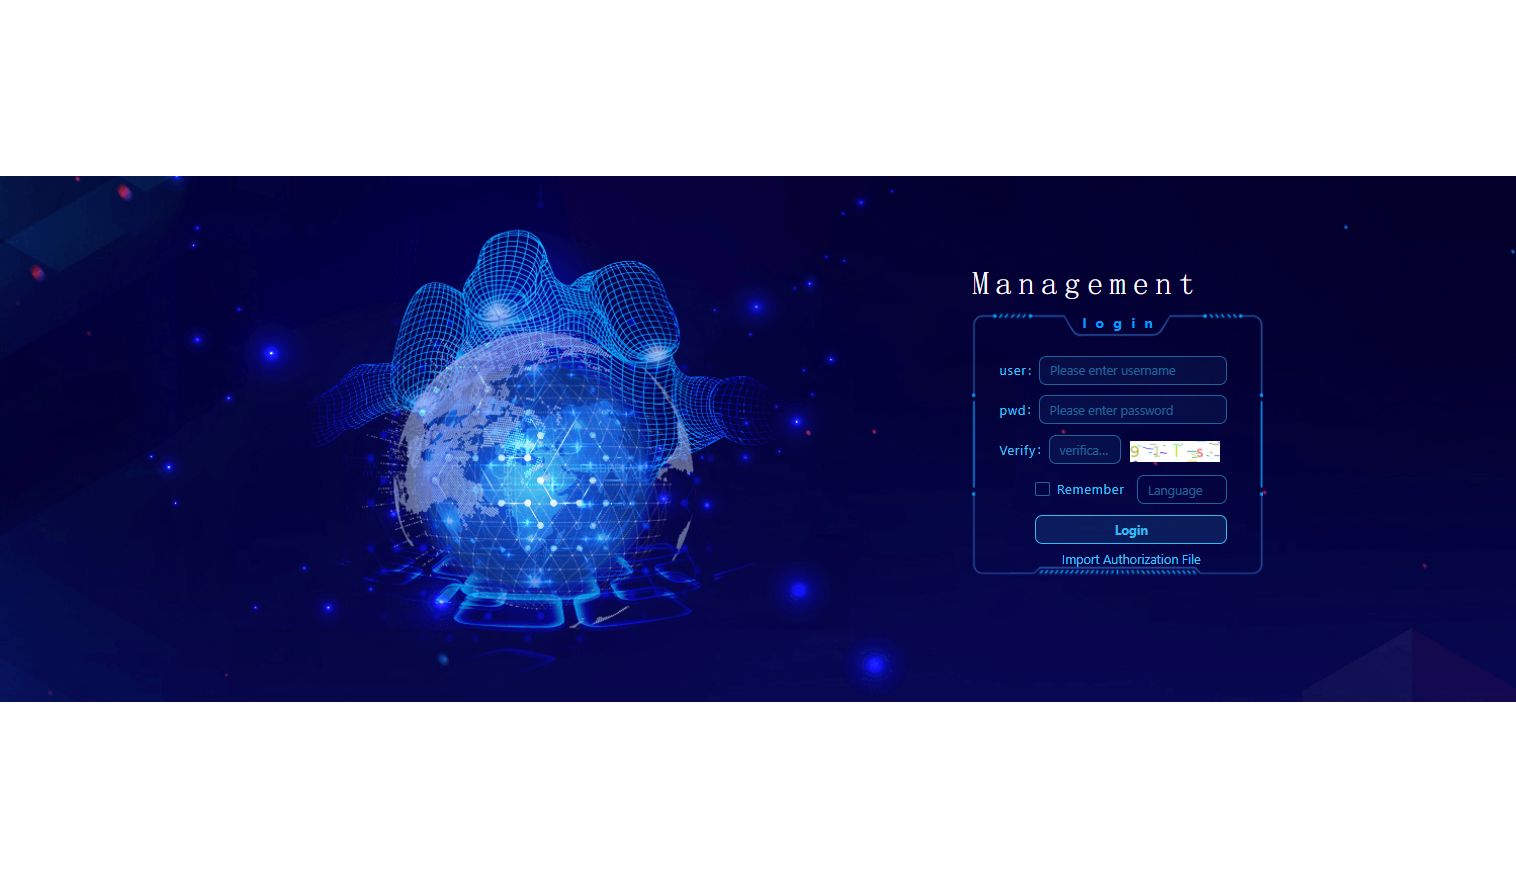 Management
login
user: Please enter username
pwd: Please enter password
Verify: verifica...
Remember Language
Login
Import Authorization File